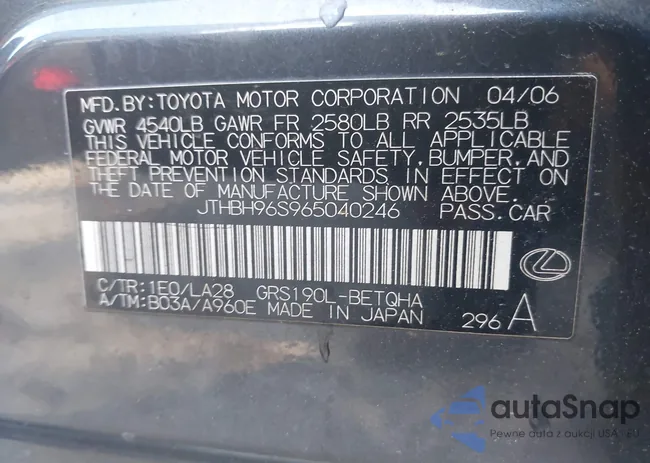 MFD.BY:TOYOTA MOTOR CORPORATION 04/06
GVWR 4540LB GAWR FR 2580LB RR 2535LB
THIS VEHICLE CONFORMS TO ALL APPLICABLE
FEDERAL MOTOR VEHICLE SAFETY, BUMPER, AND
THEFT PREVENTION STANDARDS IN EFFECT ON
THE DATE OF MANUFACTURE SHOWN ABOVE.
JTHBH96S965040246 PASS.CAR
C/TR:1E0/LA28 GRS190L-BETQHA
A/TM:B03A/A960E MADE IN JAPAN 296 A
autoSnap
Pewne auta z aukcji USA i EU